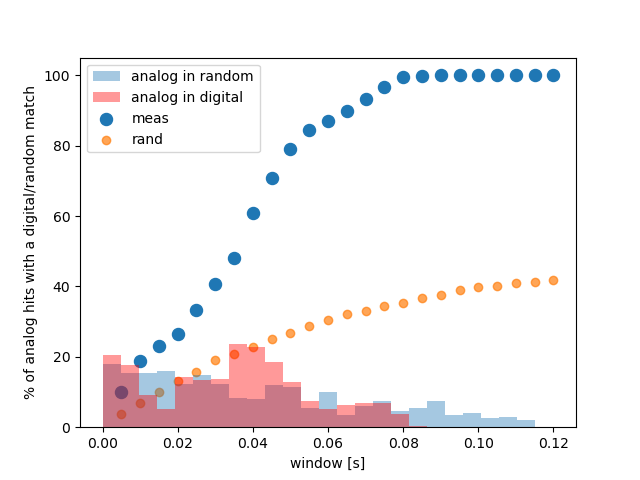 analog in random
analog in digital
meas
rand
% of analog hits with a digital/random match
100
80
60
40
20
0
0.00 0.02 0.04 0.06 0.08 0.10 0.12
window [s]